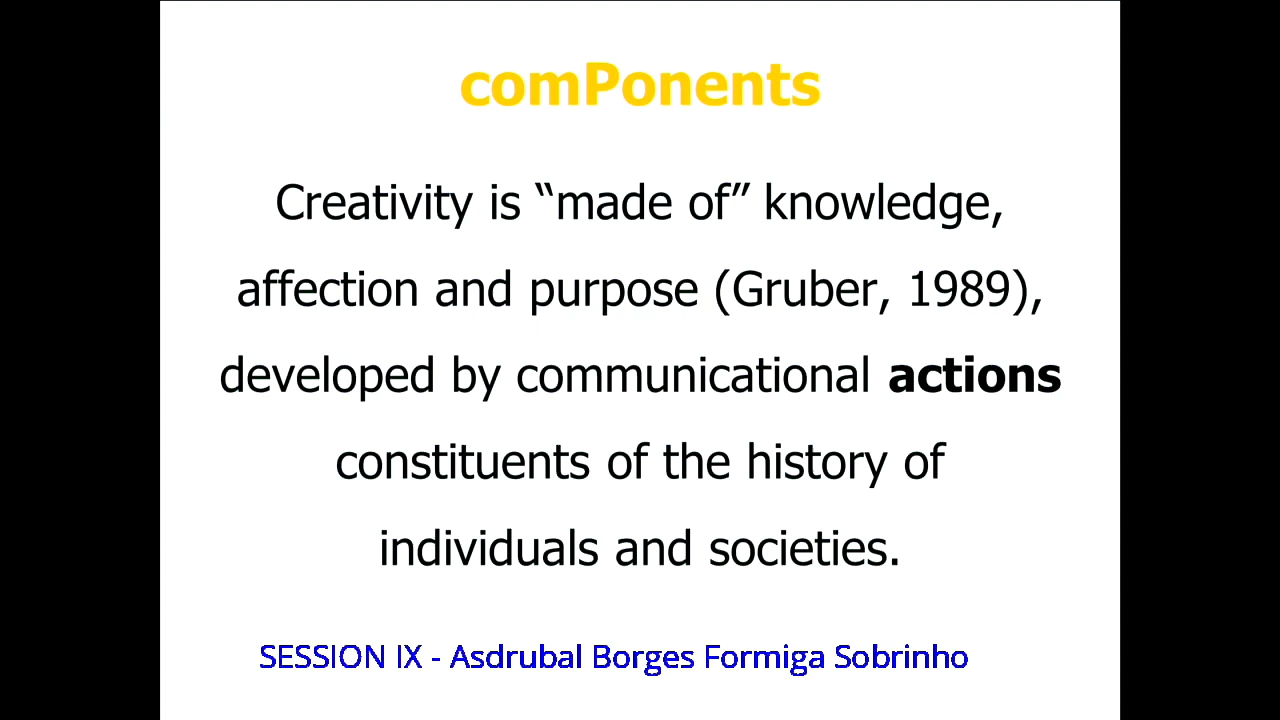 comPonents
Creativity is “made of” knowledge,
affection and purpose (Gruber, 1989),
developed by communicational actions
constituents of the history of
individuals and societies.
SESSION IX - Asdrubal Borges Formiga Sobrinho